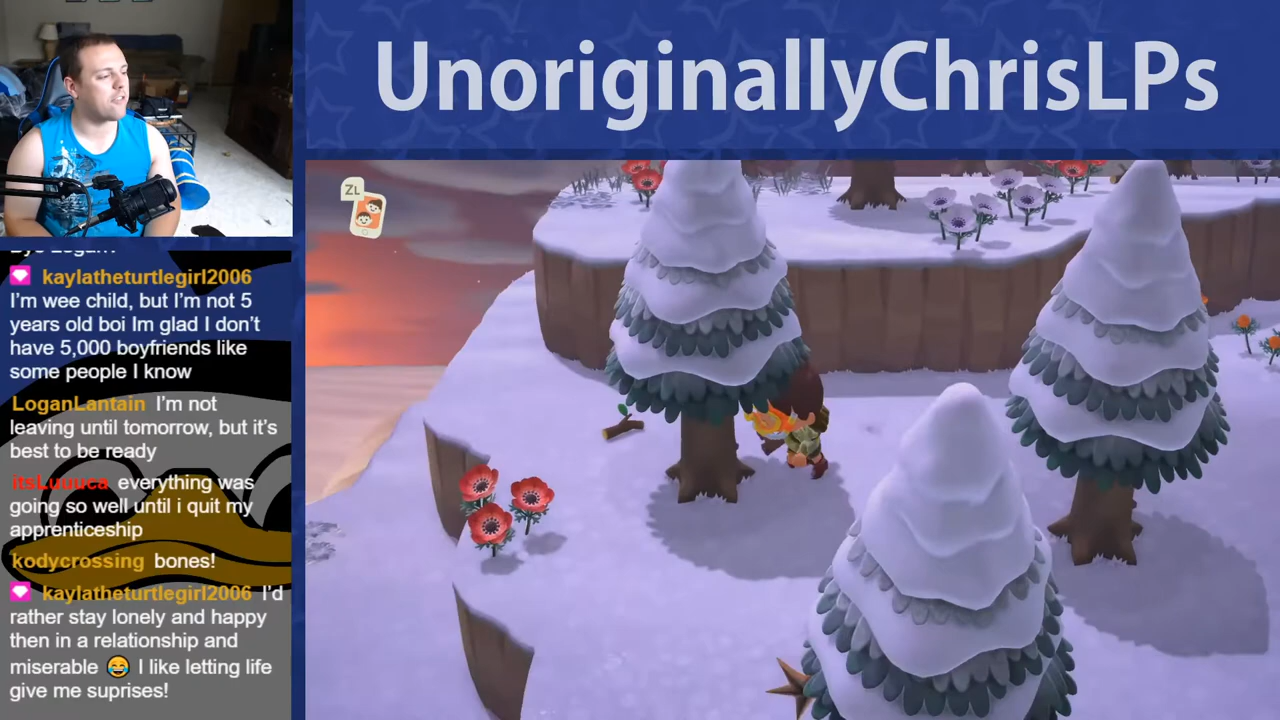 UnoriginallyChrisLPs
ZL
kaylatheturtlegirl2006
I'm wee child, but I'm not 5
years old boi Im glad I don't
have 5,000 boyfriends like
some people I know
LoganLantain I'm not
leaving until tomorrow, but it's
best to be ready
itsLuuuca everything was
going so well until i quit my
apprenticeship
kodycrossing bones!
kaylatheturtlegirl2006 I'd
rather stay lonely and happy
then in a relationship and
miserable 😂 I like letting life
give me suprises!